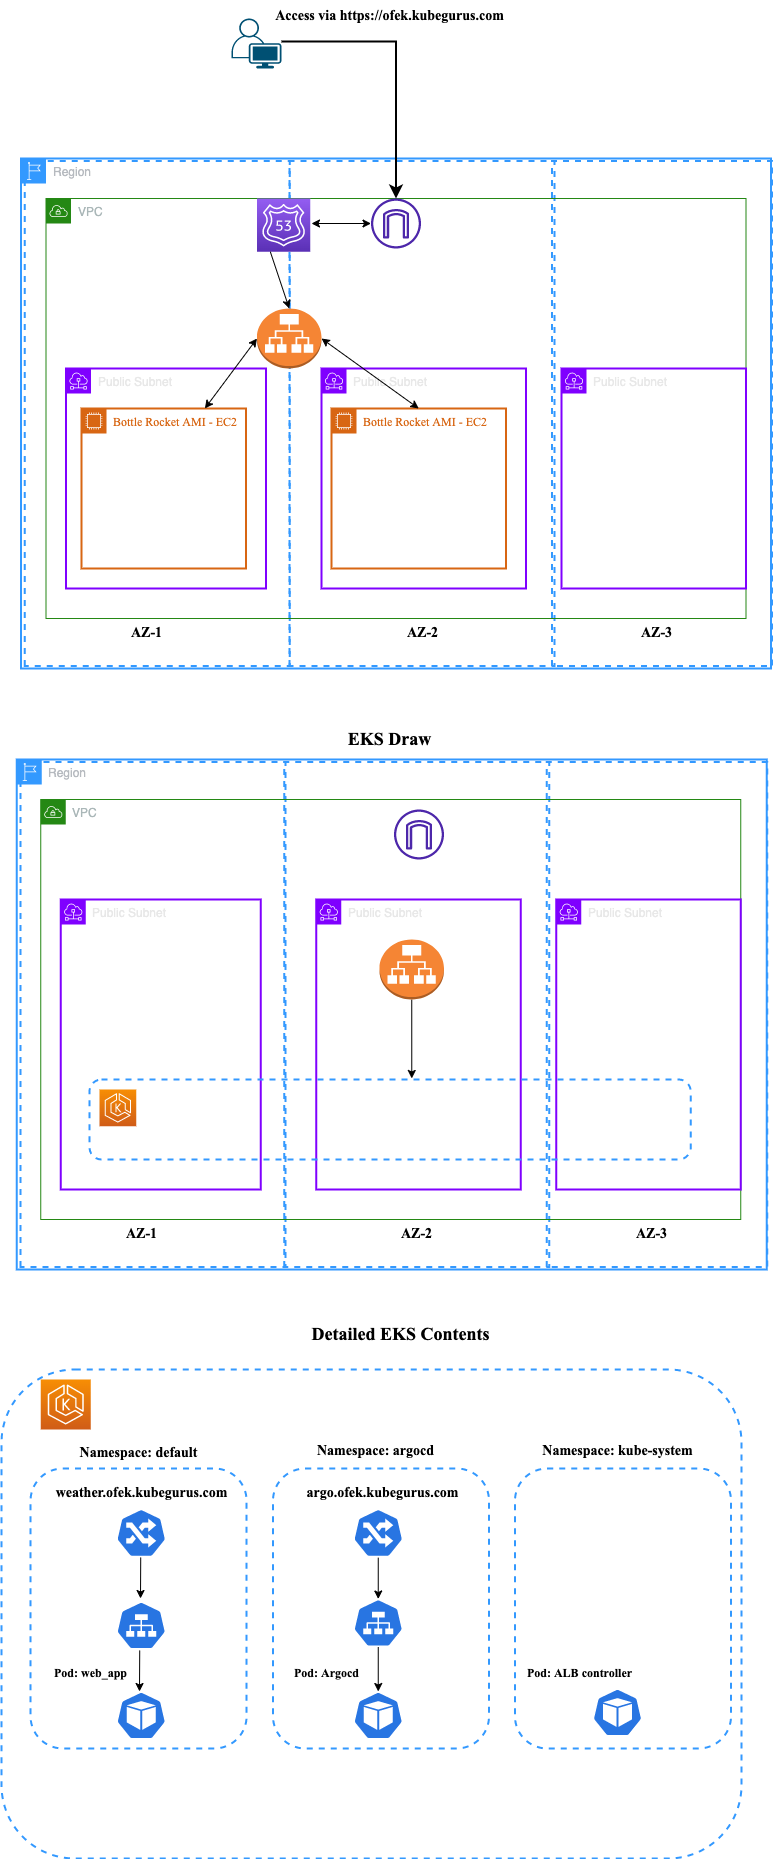 Access via https://ofek.kubegurus.com
Region
VPC
53
Public Subnet
Public Subnet
Public Subnet
Bottle Rocket AMI - EC2
Bottle Rocket AMI - EC2
AZ-1
AZ-2
AZ-3
EKS Draw
Region
VPC
Public Subnet
Public Subnet
Public Subnet
K
AZ-1
AZ-2
AZ-3
Detailed EKS Contents
K
Namespace: default
Namespace: argocd
Namespace: kube-system
weather.ofek.kubegurus.com
argo.ofek.kubegurus.com
Pod: web_app
Pod: Argocd
Pod: ALB controller